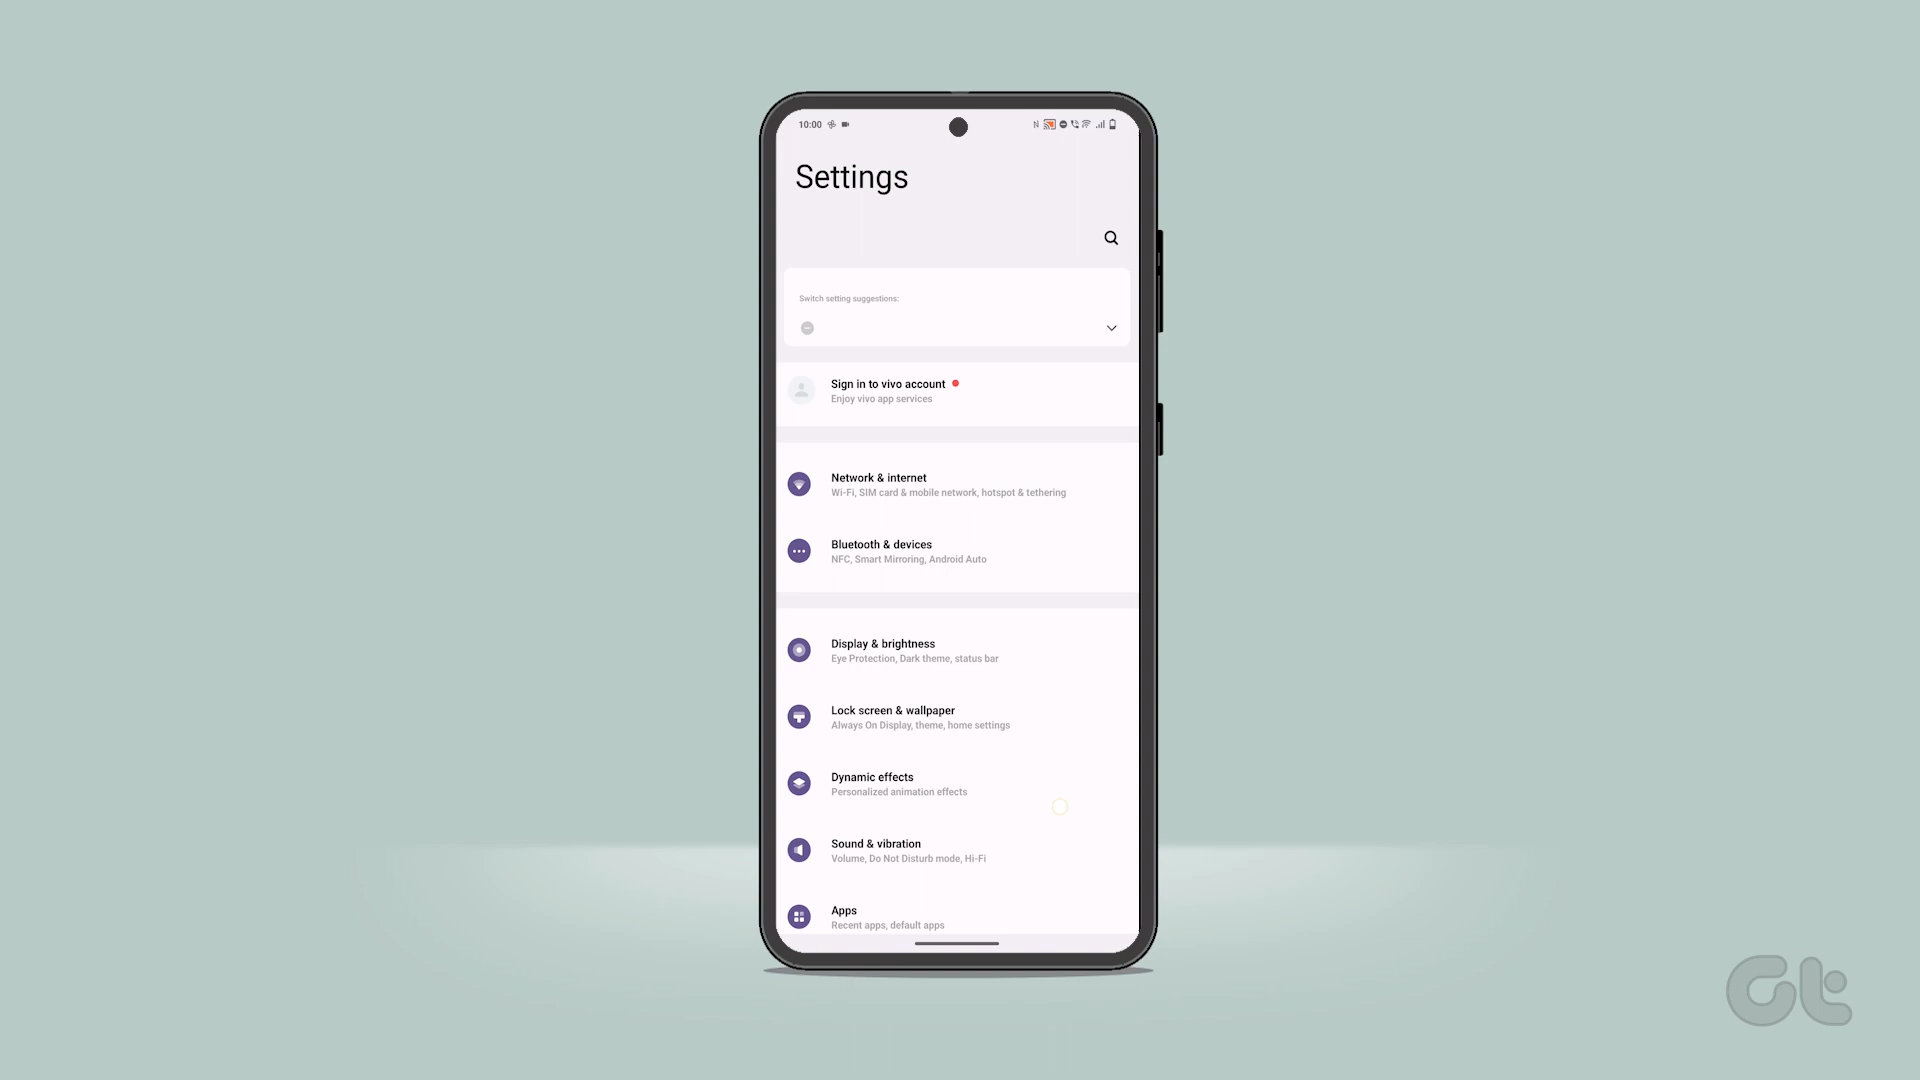 10:00
Settings
Switch setting suggestions:
Sign in to vivo account
Enjoy vivo app services
Network & internet
Wi-Fi, SIM card & mobile network, hotspot & tethering
Bluetooth & devices
NFC, Smart Mirroring, Android Auto
Display & brightness
Eye Protection, Dark theme, status bar
Lock screen & wallpaper
Always On Display, theme, home settings
Dynamic effects
Personalized animation effects
Sound & vibration
Volume, Do Not Disturb mode, Hi-Fi
Apps
Recent apps, default apps
Gt